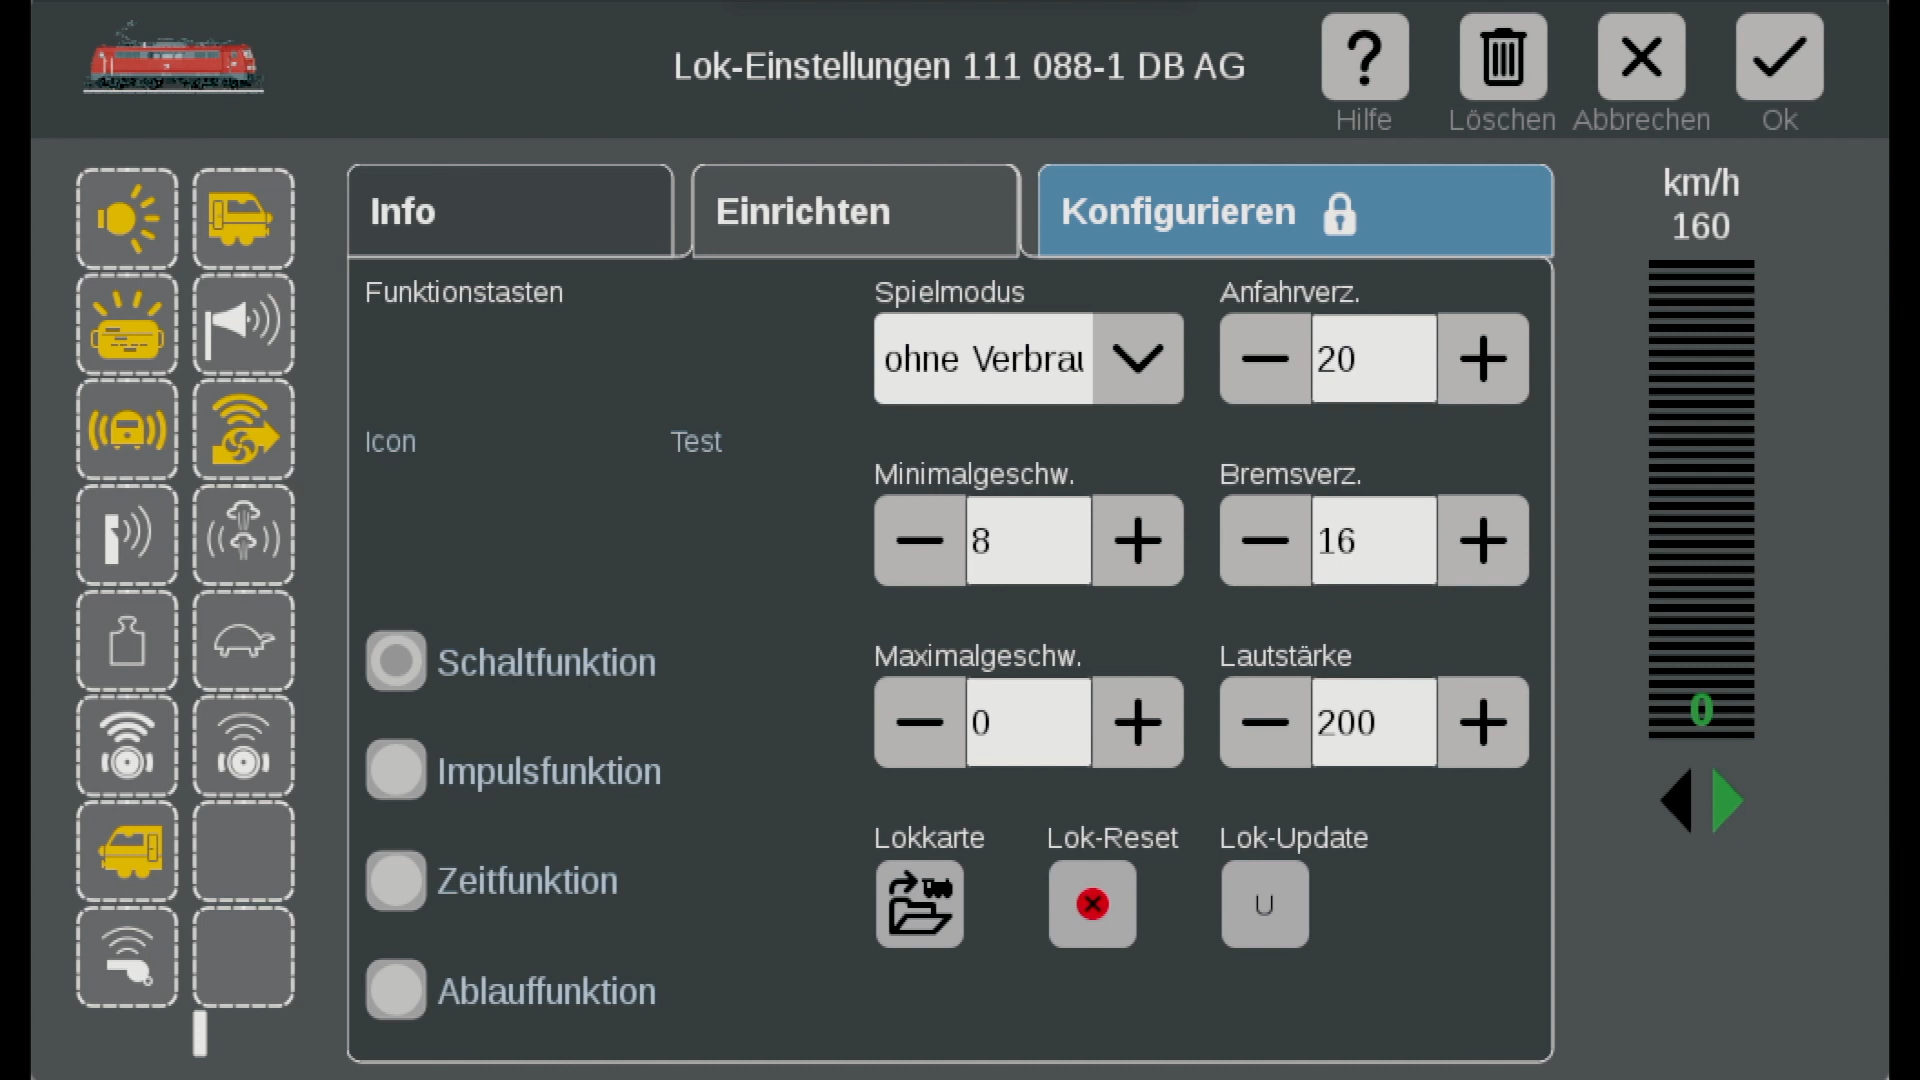 Lok-Einstellungen 111 088-1 DB AG
Hilfe
Löschen
Abbrechen
Ok
Info
Einrichten
Konfigurieren
km/h
160
Funktionstasten
Spielmodus
Anfahrverz.
ohne Verbrau
20
Icon
Test
Minimalgeschw.
Bremsverz.
8
16
Schaltfunktion
Maximalgeschw.
Lautstärke
0
200
0
Impulsfunktion
Lokkarte
Lok-Reset
Lok-Update
Zeitfunktion
U
Ablauffunktion